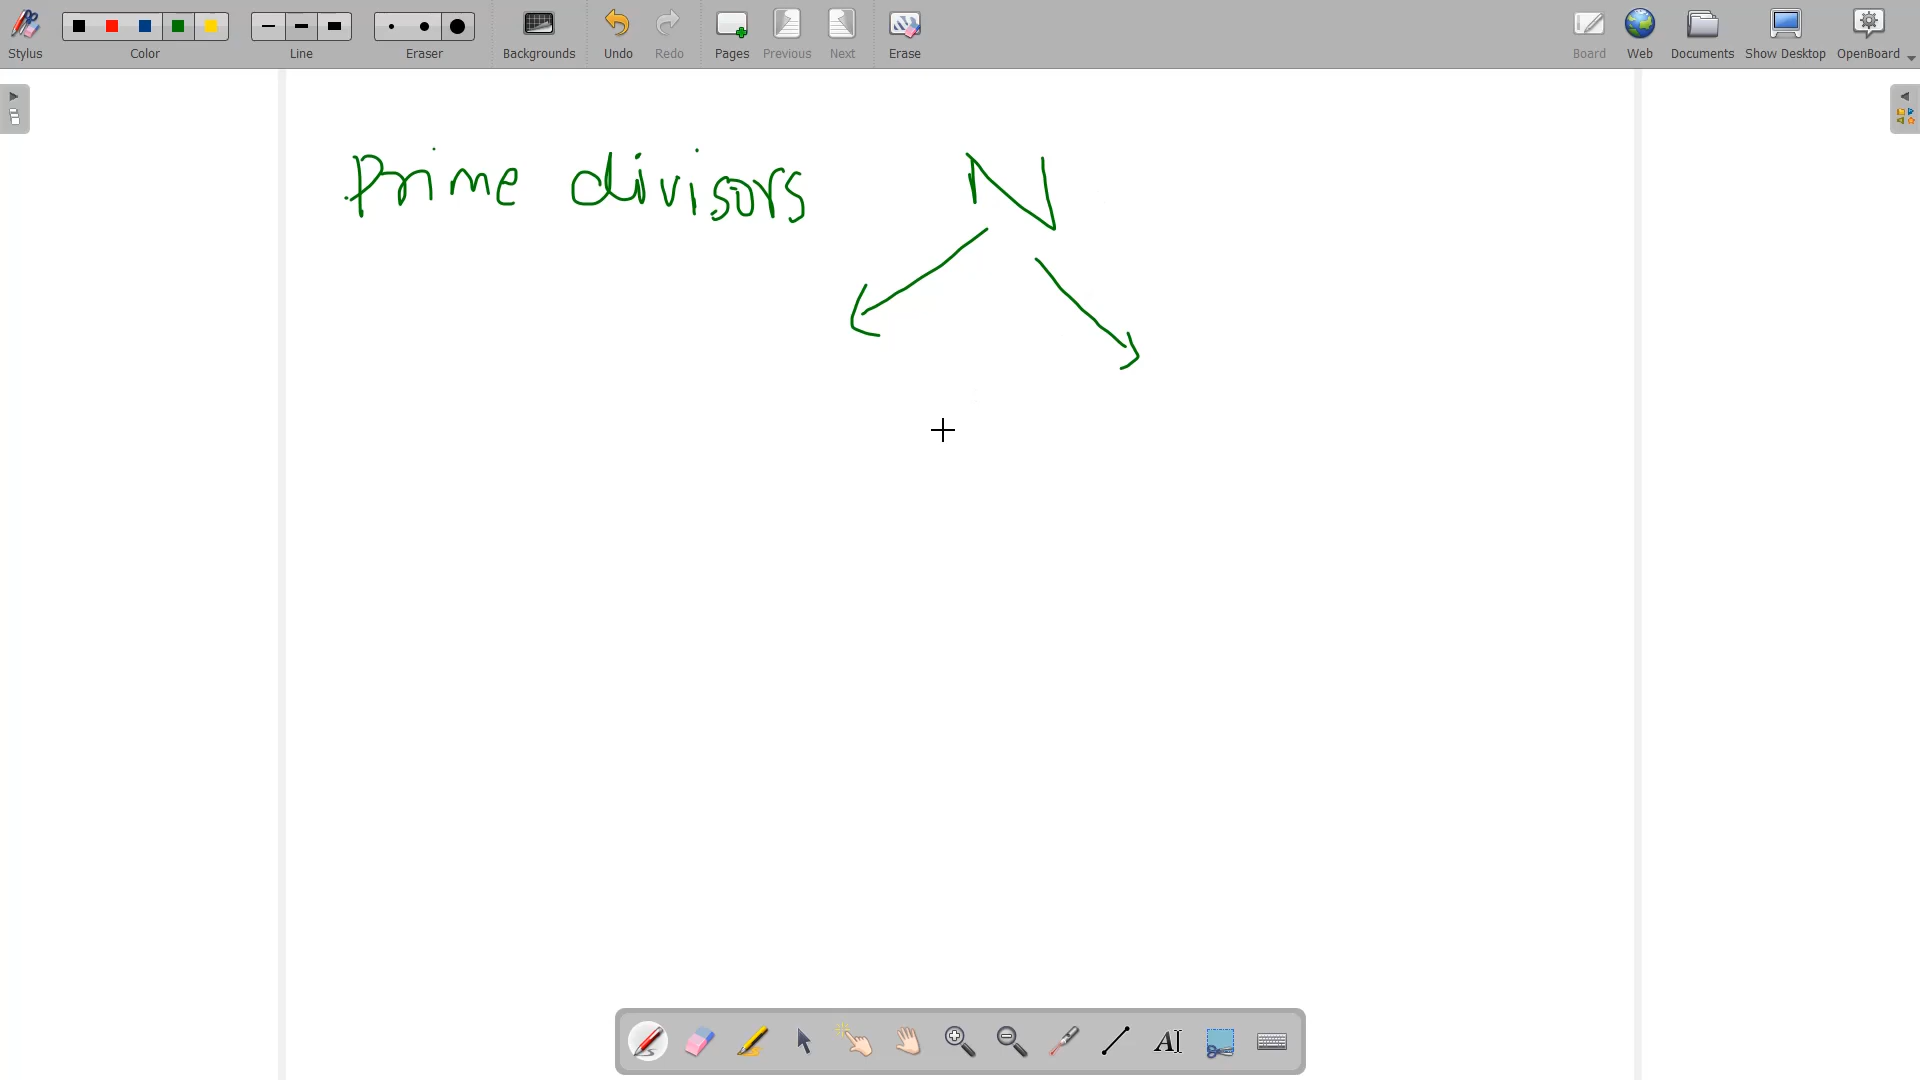 Stylus Color Line Eraser Backgrounds Undo Redo Pages Previous Next Erase Board Web Documents Show Desktop OpenBoard
Prime divisors N
A